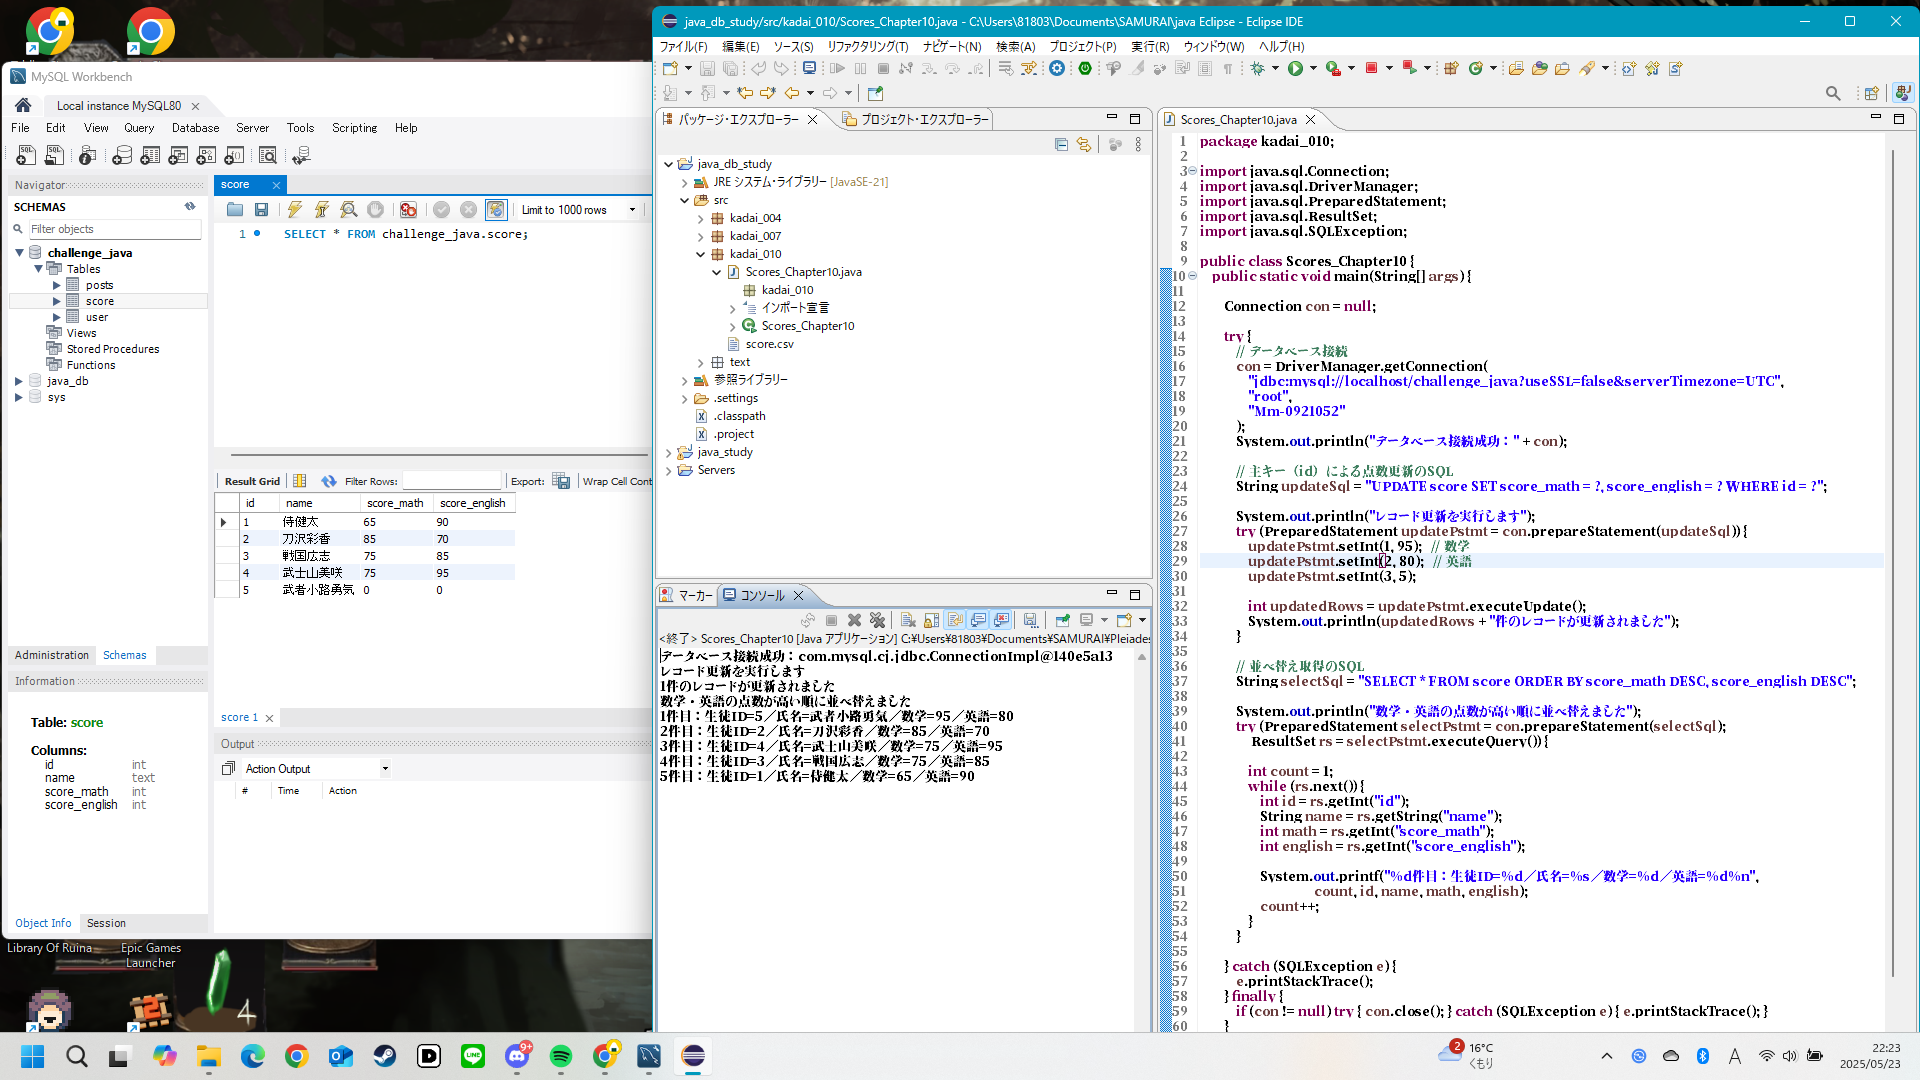 MySQL Workbench
Local instance MySQL80
File Edit View Query Database Server Tools Scripting Help
Navigator
SCHEMAS
Filter objects
challenge_java
Tables
posts
score
user
Views
Stored Procedures
Functions
java_db
sys
Administration Schemas
Information
Table: score
Columns:
id int
name text
score_math int
score_english int
Object Info Session
score
Limit to 1000 rows
1 SELECT * FROM challenge_java.score;
Result Grid Filter Rows: Export: Wrap Cell Cont
id name score_math score_english
1 侍健太 65 90
2 刀沢彩香 85 70
3 戦国広志 75 85
4 武士山美咲 75 95
5 武者小路勇気 0 0
score 1
Output
Action Output
# Time Action
Library Of Ruina
Epic Games Launcher
4
java_db_study/src/kadai_010/Scores_Chapter10.java - C:\Users\81803\Documents\SAMURAI\java Eclipse - Eclipse IDE
ファイル(F) 編集(E) ソース(S) リファクタリング(T) ナビゲート(N) 検索(A) プロジェクト(P) 実行(R) ウィンドウ(W) ヘルプ(H)
パッケージ・エクスプローラー プロジェクト・エクスプローラー
java_db_study
JRE システム・ライブラリー [JavaSE-21]
src
kadai_004
kadai_007
kadai_010
Scores_Chapter10.java
kadai_010
インポート宣言
Scores_Chapter10
score.csv
text
参照ライブラリー
.settings
.classpath
.project
java_study
Servers
マーカー コンソール
<終了> Scores_Chapter10 [Java アプリケーション] C:¥Users¥81803¥Documents¥SAMURAI¥Pleiades
データベース接続成功：com.mysql.cj.jdbc.ConnectionImpl@140e5a13
レコード更新を実行します
1件のレコードが更新されました
数学・英語の点数が高い順に並べ替えました
1件目：生徒ID=5／氏名=武者小路勇気／数学=95／英語=80
2件目：生徒ID=2／氏名=刀沢彩香／数学=85／英語=70
3件目：生徒ID=4／氏名=武士山美咲／数学=75／英語=95
4件目：生徒ID=3／氏名=戦国広志／数学=75／英語=85
5件目：生徒ID=1／氏名=侍健太／数学=65／英語=90
Scores_Chapter10.java
1 package kadai_010;
2
3 import java.sql.Connection;
4 import java.sql.DriverManager;
5 import java.sql.PreparedStatement;
6 import java.sql.ResultSet;
7 import java.sql.SQLException;
8
9 public class Scores_Chapter10 {
10 public static void main(String[] args) {
11
12 Connection con = null;
13
14 try {
15 // データベース接続
16 con = DriverManager.getConnection(
17 "jdbc:mysql://localhost/challenge_java?useSSL=false&serverTimezone=UTC",
18 "root",
19 "Mm-0921052"
20 );
21 System.out.println("データベース接続成功：" + con);
22
23 // 主キー（id）による点数更新のSQL
24 String updateSql = "UPDATE score SET score_math = ?, score_english = ? WHERE id = ?";
25
26 System.out.println("レコード更新を実行します");
27 try (PreparedStatement updatePstmt = con.prepareStatement(updateSql)) {
28 updatePstmt.setInt(1, 95); // 数学
29 updatePstmt.setInt(2, 80); // 英語
30 updatePstmt.setInt(3, 5);
31
32 int updatedRows = updatePstmt.executeUpdate();
33 System.out.println(updatedRows + "件のレコードが更新されました");
34 }
35
36 // 並べ替え取得のSQL
37 String selectSql = "SELECT * FROM score ORDER BY score_math DESC, score_english DESC";
38
39 System.out.println("数学・英語の点数が高い順に並べ替えました");
40 try (PreparedStatement selectPstmt = con.prepareStatement(selectSql);
41 ResultSet rs = selectPstmt.executeQuery()) {
42
43 int count = 1;
44 while (rs.next()) {
45 int id = rs.getInt("id");
46 String name = rs.getString("name");
47 int math = rs.getInt("score_math");
48 int english = rs.getInt("score_english");
49
50 System.out.printf("%d件目：生徒ID=%d／氏名=%s／数学=%d／英語=%d%n",
51 count, id, name, math, english);
52 count++;
53 }
54 }
55
56 } catch (SQLException e) {
57 e.printStackTrace();
58 } finally {
59 if (con != null) try { con.close(); } catch (SQLException e) { e.printStackTrace(); }
60 }
9+
2
16°C
くもり
A
22:23
2025/05/23